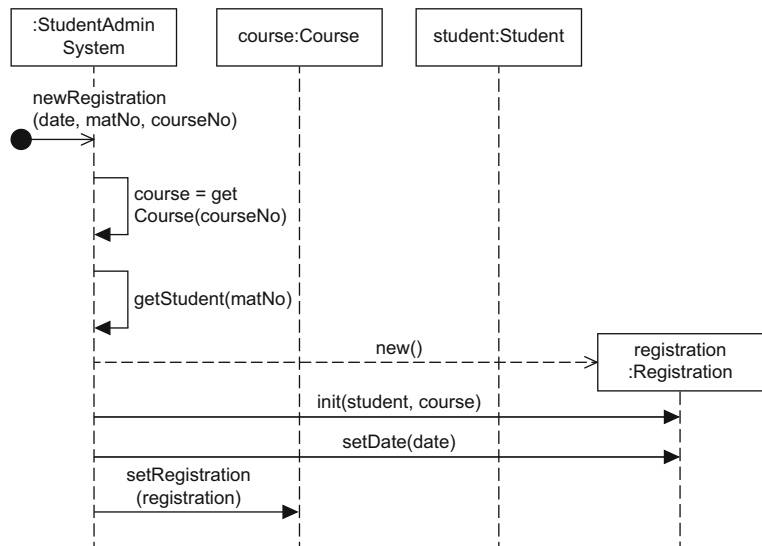 :StudentAdmin
System
course:Course
student:Student
newRegistration
(date, matNo, courseNo)
course = get
Course(courseNo)
getStudent(matNo)
new()
registration
:Registration
init(student, course)
setDate(date)
setRegistration
(registration)